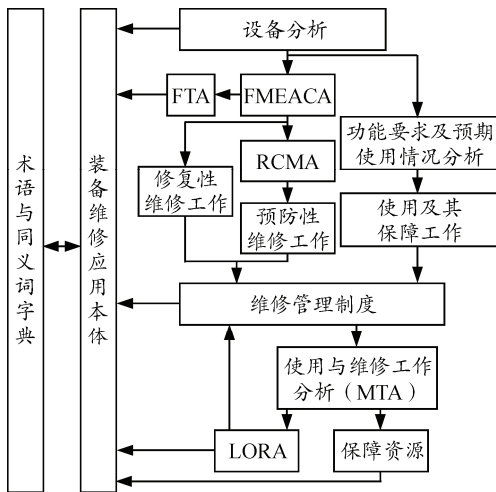 术语与同义词字典
装备维修应用本体
设备分析
FTA
FMEACA
功能要求及预期
使用情况分析
RCMA
修复性
维修工作
预防性
维修工作
使用及其
保障工作
维修管理制度
使用与维修工作
分析（MTA）
LORA
保障资源